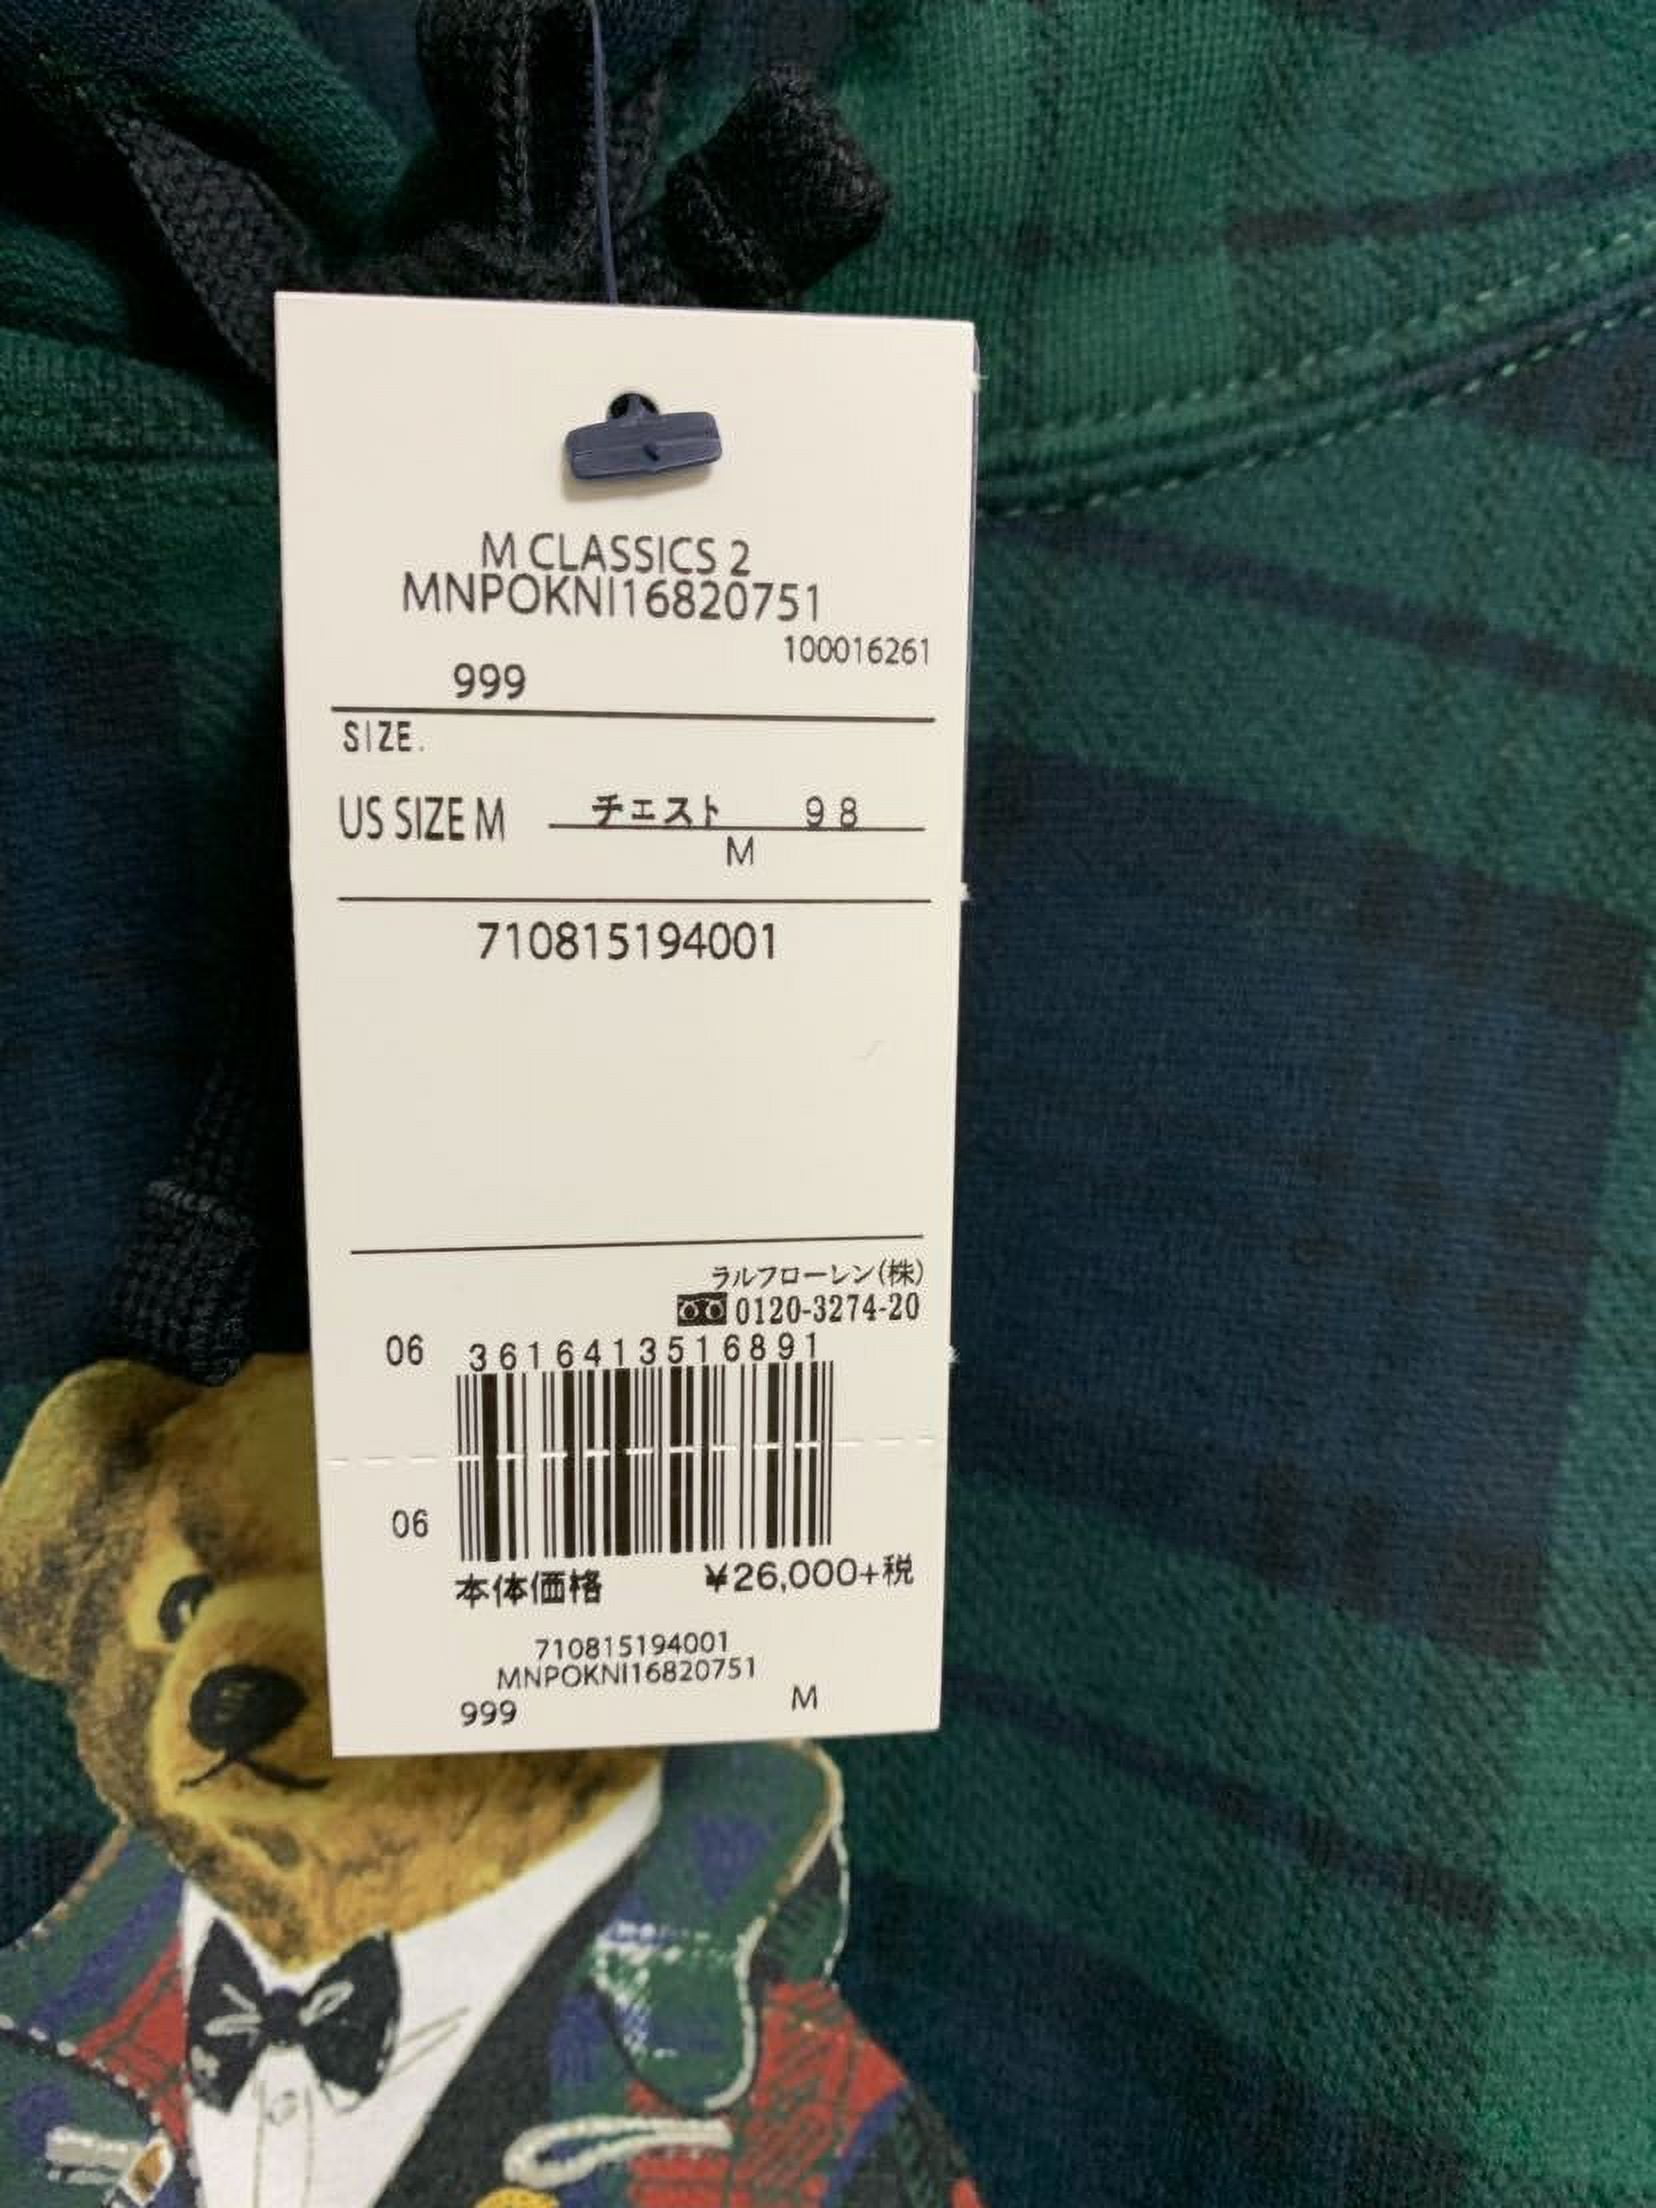 M CLASSICS 2
MNPOKNI16820751
100016261
999
SIZE.
US SIZE M チェスト 98
M
710815194001
ラルフローレン(株)
0120-3274-20
06 3616413516891
06
本体価格 ¥26,000+税
710815194001
MNPOKNI16820751
999 M